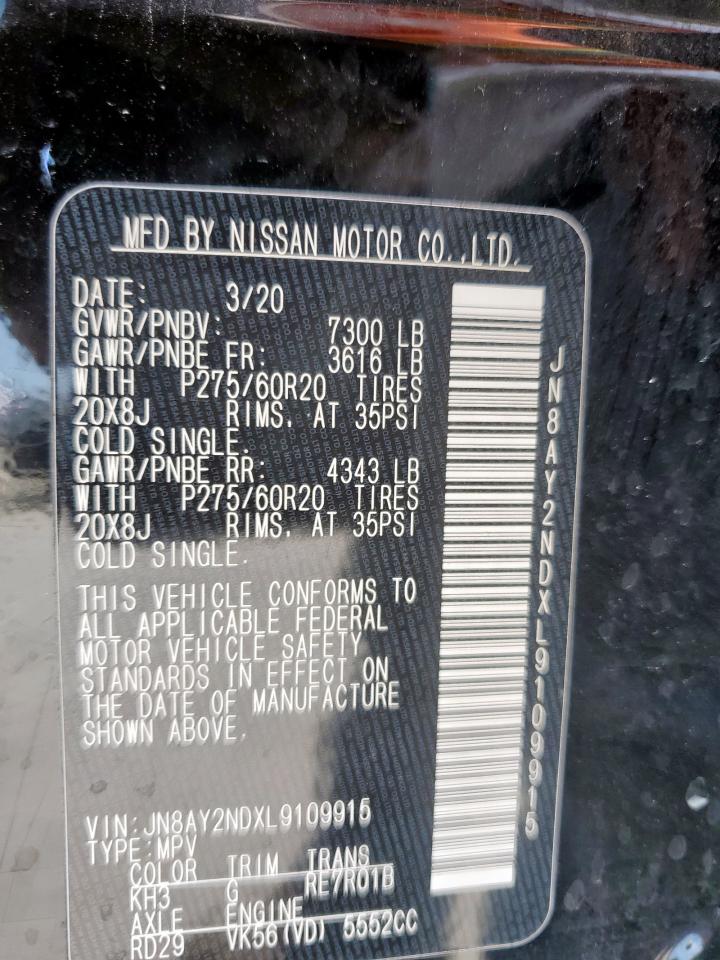 MFD BY NISSAN MOTOR CO.,LTD.
DATE: 3/20
GVWR/PNBV: 7300 LB
GAWR/PNBE FR: 3616 LB
WITH P275/60R20 TIRES
20X8J RIMS. AT 35PSI
COLD SINGLE.
GAWR/PNBE RR: 4343 LB
WITH P275/60R20 TIRES
20X8J RIMS. AT 35PSI
COLD SINGLE.
THIS VEHICLE CONFORMS TO
ALL APPLICABLE FEDERAL
MOTOR VEHICLE SAFETY
STANDARDS IN EFFECT ON
THE DATE OF MANUFACTURE
SHOWN ABOVE.
VIN:JN8AY2NDXL9109915
TYPE:MPV
COLOR TRIM TRANS
KH3 G RE7R01B
AXLE ENGINE
RD29 VK56(VD) 5552CC
JN8AY2NDXL9109915